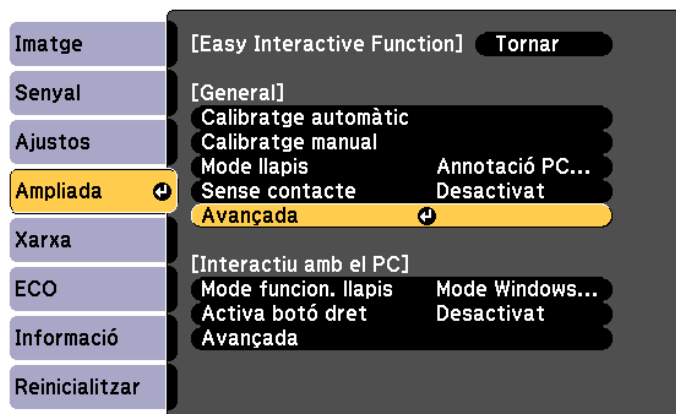 Imatge
Senyal
Ajustos
Ampliada
Xarxa
ECO
Informació
Reinicialitzar
[Easy Interactive Function] Tornar
[General]
Calibratge automàtic
Calibratge manual
Mode llapis Annotació PC...
Sense contacte Desactivat
Avançada
[Interactiu amb el PC]
Mode funcion. llapis Mode Windows...
Activa botó dret Desactivat
Avançada